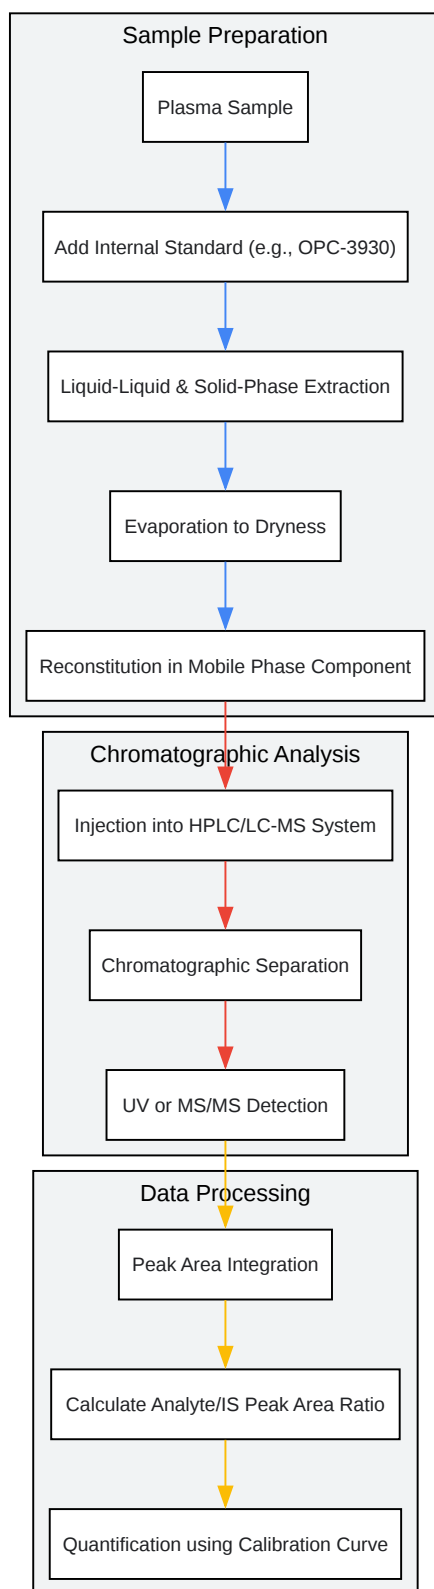 Sample Preparation
Plasma Sample
Add Internal Standard (e.g., OPC-3930)
Liquid-Liquid & Solid-Phase Extraction
Evaporation to Dryness
Reconstitution in Mobile Phase Component
Chromatographic Analysis
Injection into HPLC/LC-MS System
Chromatographic Separation
UV or MS/MS Detection
Data Processing
Peak Area Integration
Calculate Analyte/IS Peak Area Ratio
Quantification using Calibration Curve